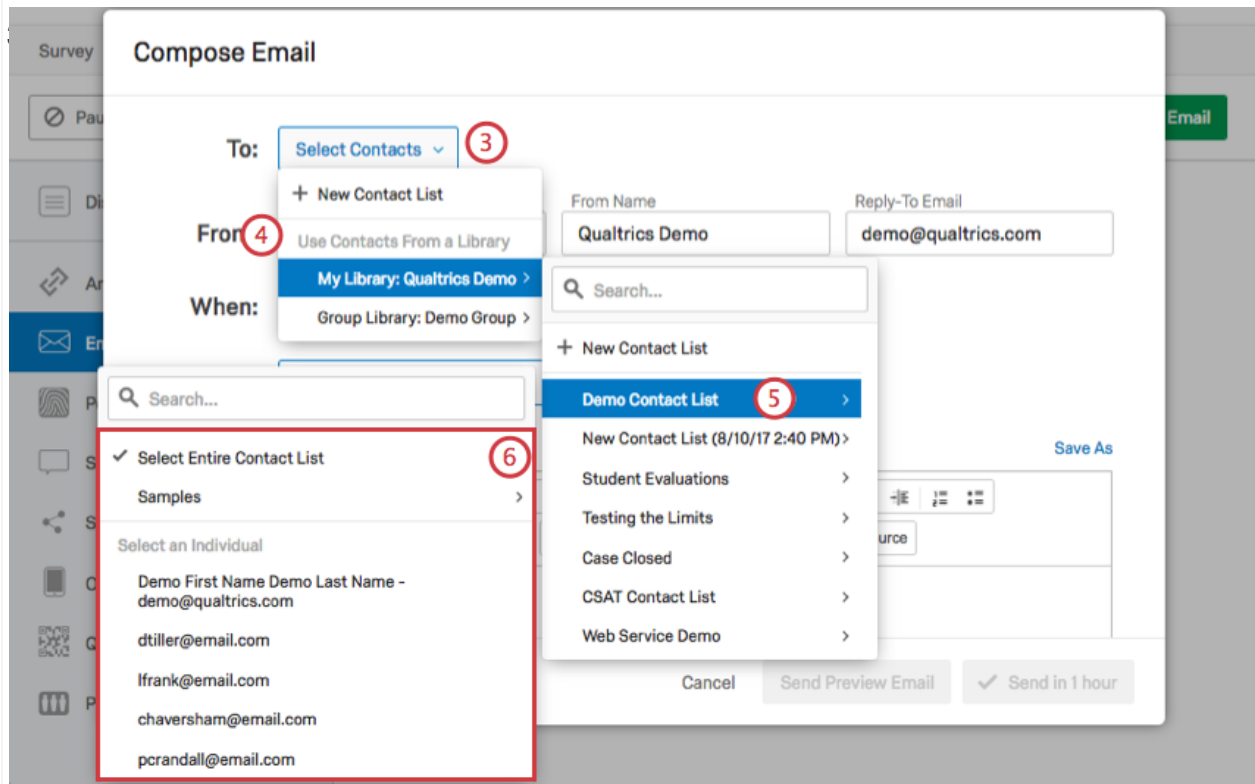 Survey
Compose Email
Pau
Email
To:
Select Contacts
3
Di
+ New Contact List
From Name
Reply-To Email
From
4
Use Contacts From a Library
Qualtrics Demo
demo@qualtrics.com
My Library: Qualtrics Demo >
Search...
When:
Group Library: Demo Group >
+ New Contact List
Search...
Demo Contact List
5
New Contact List (8/10/17 2:40 PM)>
Save As
Select Entire Contact List
6
Student Evaluations
Samples
Testing the Limits
urce
Select an Individual
Case Closed
Demo First Name Demo Last Name -
demo@qualtrics.com
CSAT Contact List
dtiller@email.com
Web Service Demo
lfrank@email.com
Cancel
Send Preview Email
Send in 1 hour
chaversham@email.com
pcrandall@email.com